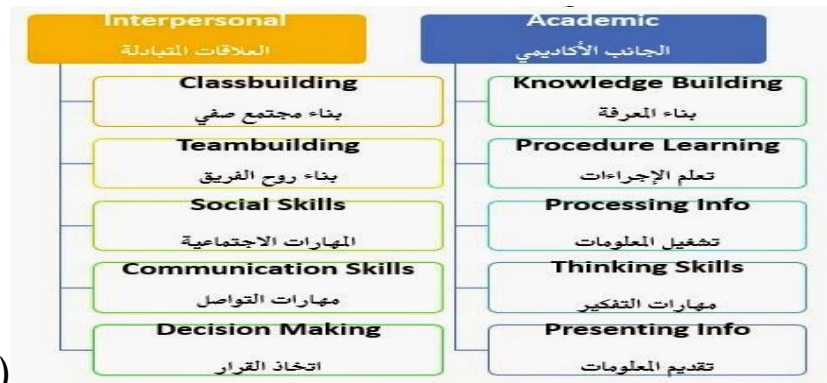 Interpersonal
العلاقات المتبادلة
Classbuilding
بناء مجتمع صفي
Teambuilding
بناء روح الفريق
Social Skills
المهارات الاجتماعية
Communication Skills
مهارات التواصل
Decision Making
اتخاذ القرار
Academic
الجانب الأكاديمي
Knowledge Building
بناء المعرفة
Procedure Learning
تعلم الإجراءات
Processing Info
تشغيل المعلومات
Thinking Skills
مهارات التفكير
Presenting Info
تقديم المعلومات
)